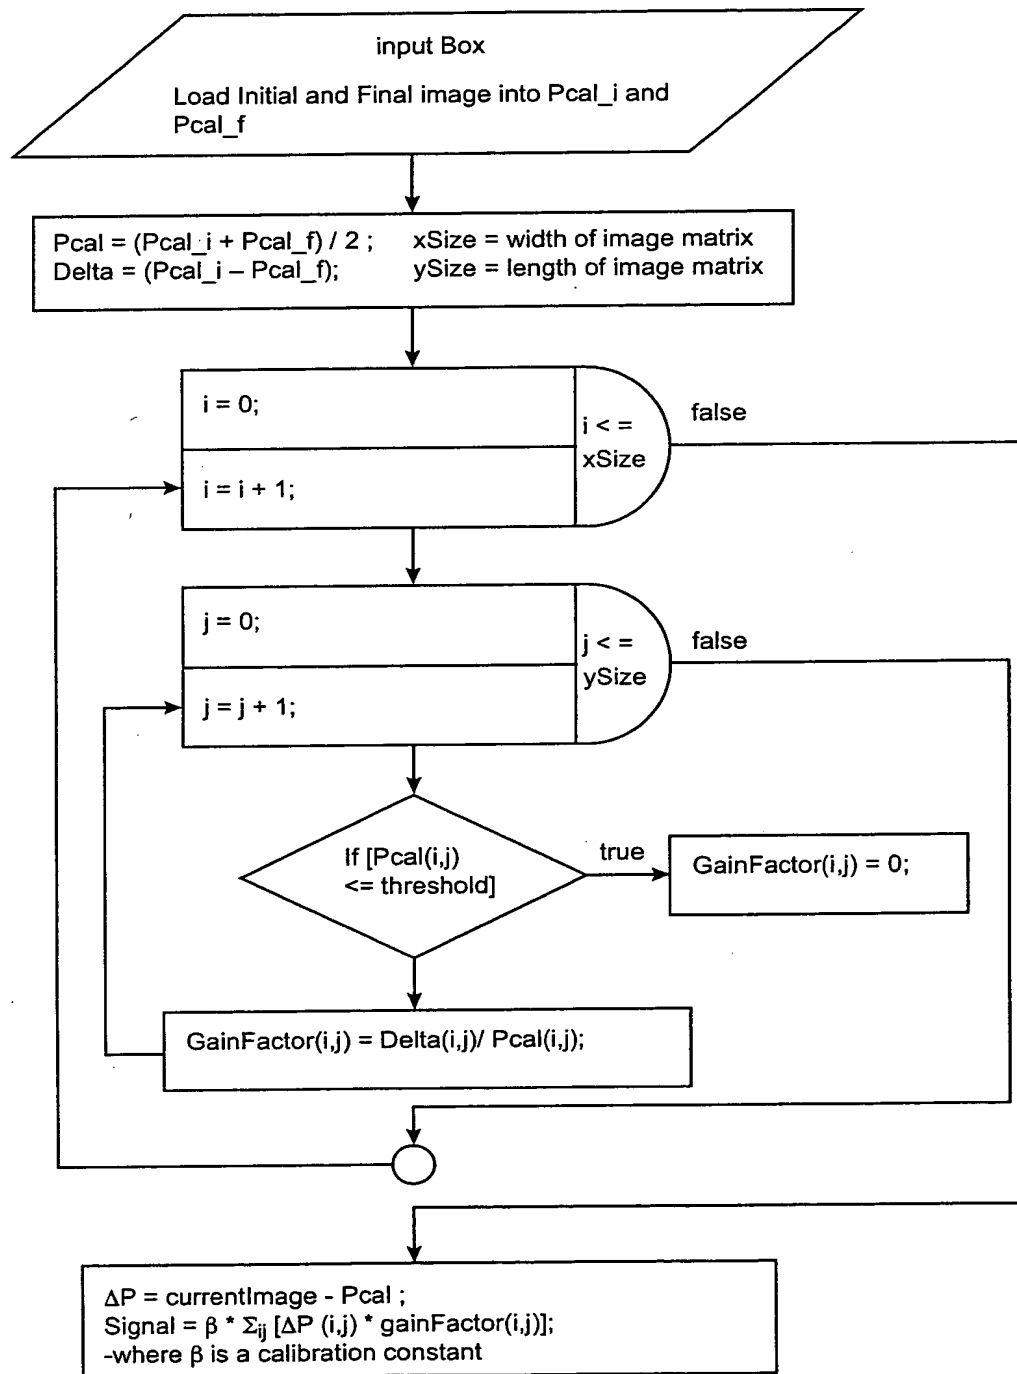 input Box
Load Initial and Final image into Pcal_i and
Pcal_f
Pcal = (Pcal_i + Pcal_f) / 2 ; xSize = width of image matrix
Delta = (Pcal_i – Pcal_f); ySize = length of image matrix
i = 0;
i < =
xSize
false
i = i + 1;
j = 0;
j < =
ySize
false
j = j + 1;
If [Pcal(i,j)
<= threshold]
true
GainFactor(i,j) = 0;
GainFactor(i,j) = Delta(i,j)/ Pcal(i,j);
ΔP = currentImage - Pcal ;
Signal = β * Σij [ΔP (i,j) * gainFactor(i,j)];
-where β is a calibration constant